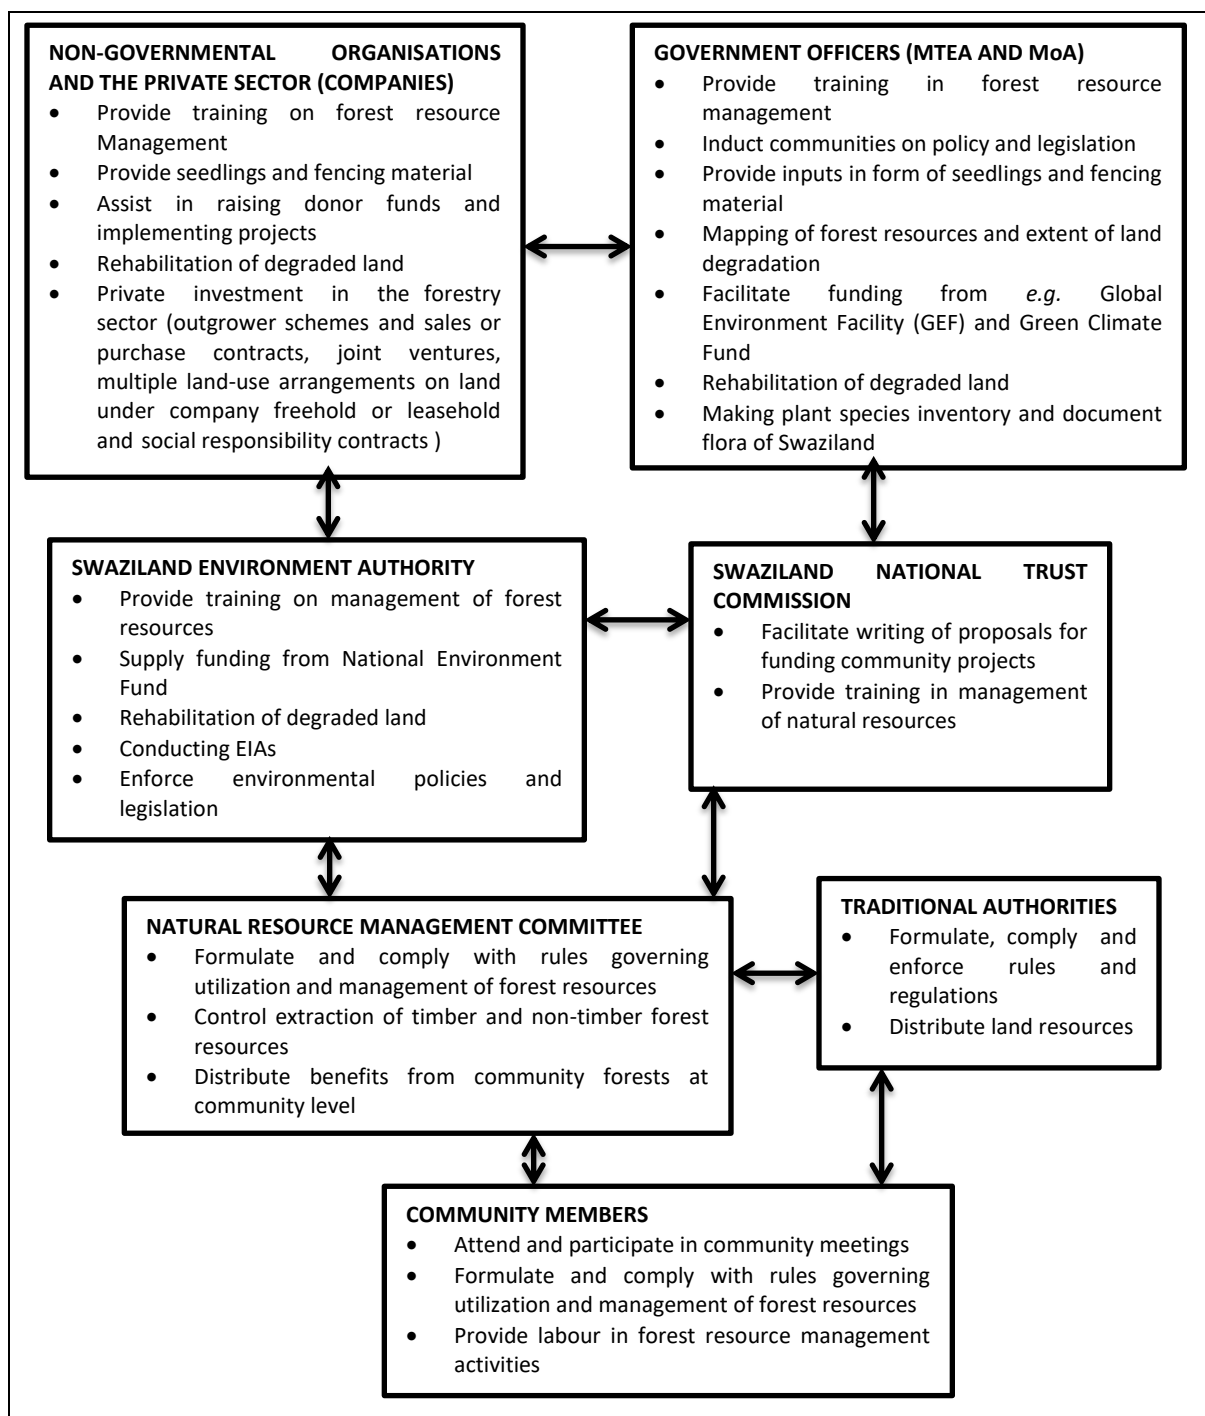 NON-GOVERNMENTAL ORGANISATIONS
AND THE PRIVATE SECTOR (COMPANIES)
• Provide training on forest resource
Management
• Provide seedlings and fencing material
• Assist in raising donor funds and
implementing projects
• Rehabilitation of degraded land
• Private investment in the forestry
sector (outgrower schemes and sales or
purchase contracts, joint ventures,
multiple land-use arrangements on land
under company freehold or leasehold
and social responsibility contracts )
GOVERNMENT OFFICERS (MTEA AND MoA)
• Provide training in forest resource
management
• Induct communities on policy and legislation
• Provide inputs in form of seedlings and fencing
material
• Mapping of forest resources and extent of land
degradation
• Facilitate funding from e.g. Global
Environment Facility (GEF) and Green Climate
Fund
• Rehabilitation of degraded land
• Making plant species inventory and document
flora of Swaziland
SWAZILAND ENVIRONMENT AUTHORITY
• Provide training on management of forest
resources
• Supply funding from National Environment
Fund
• Rehabilitation of degraded land
• Conducting EIAs
• Enforce environmental policies and
legislation
SWAZILAND NATIONAL TRUST
COMMISSION
• Facilitate writing of proposals for
funding community projects
• Provide training in management
of natural resources
NATURAL RESOURCE MANAGEMENT COMMITTEE
• Formulate and comply with rules governing
utilization and management of forest resources
• Control extraction of timber and non-timber forest
resources
• Distribute benefits from community forests at
community level
TRADITIONAL AUTHORITIES
• Formulate, comply and
enforce rules and
regulations
• Distribute land resources
COMMUNITY MEMBERS
• Attend and participate in community meetings
• Formulate and comply with rules governing
utilization and management of forest resources
• Provide labour in forest resource management
activities